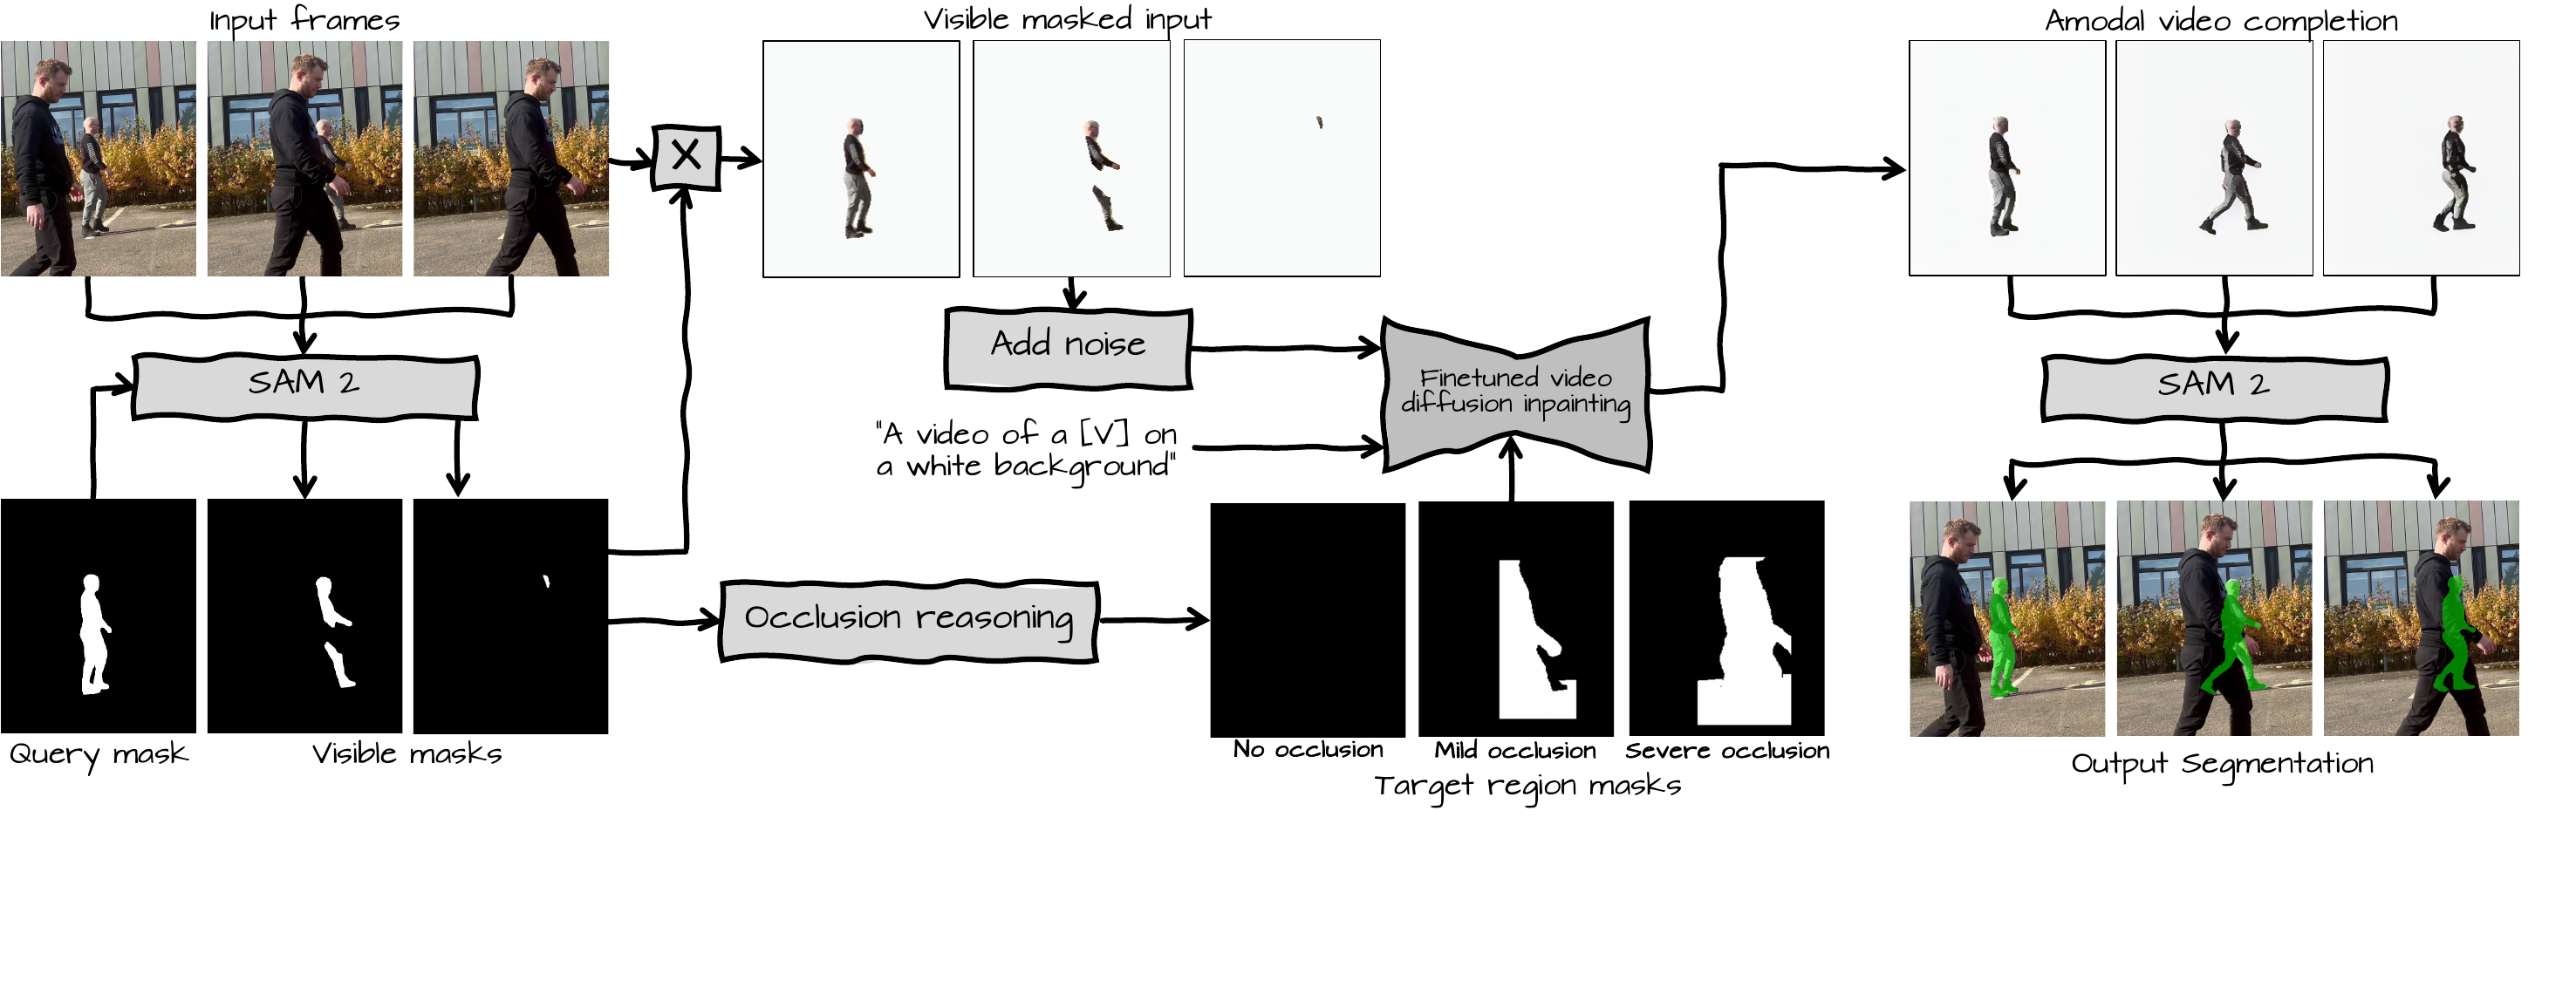 Input frames
Visible masked input
Amodal video completion
X
SAM 2
Add noise
Finetuned video
diffusion inpainting
SAM 2
"A video of a [V] on
a white background"
Occlusion reasoning
Query mask
Visible masks
No occlusion
Mild occlusion
Severe occlusion
Target region masks
Output Segmentation